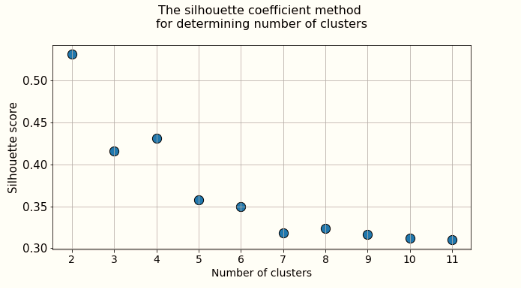 The silhouette coefficient method
for determining number of clusters
Silhouette score
0.50
0.45
0.40
0.35
0.30
2 3 4 5 6 7 8 9 10 11
Number of clusters